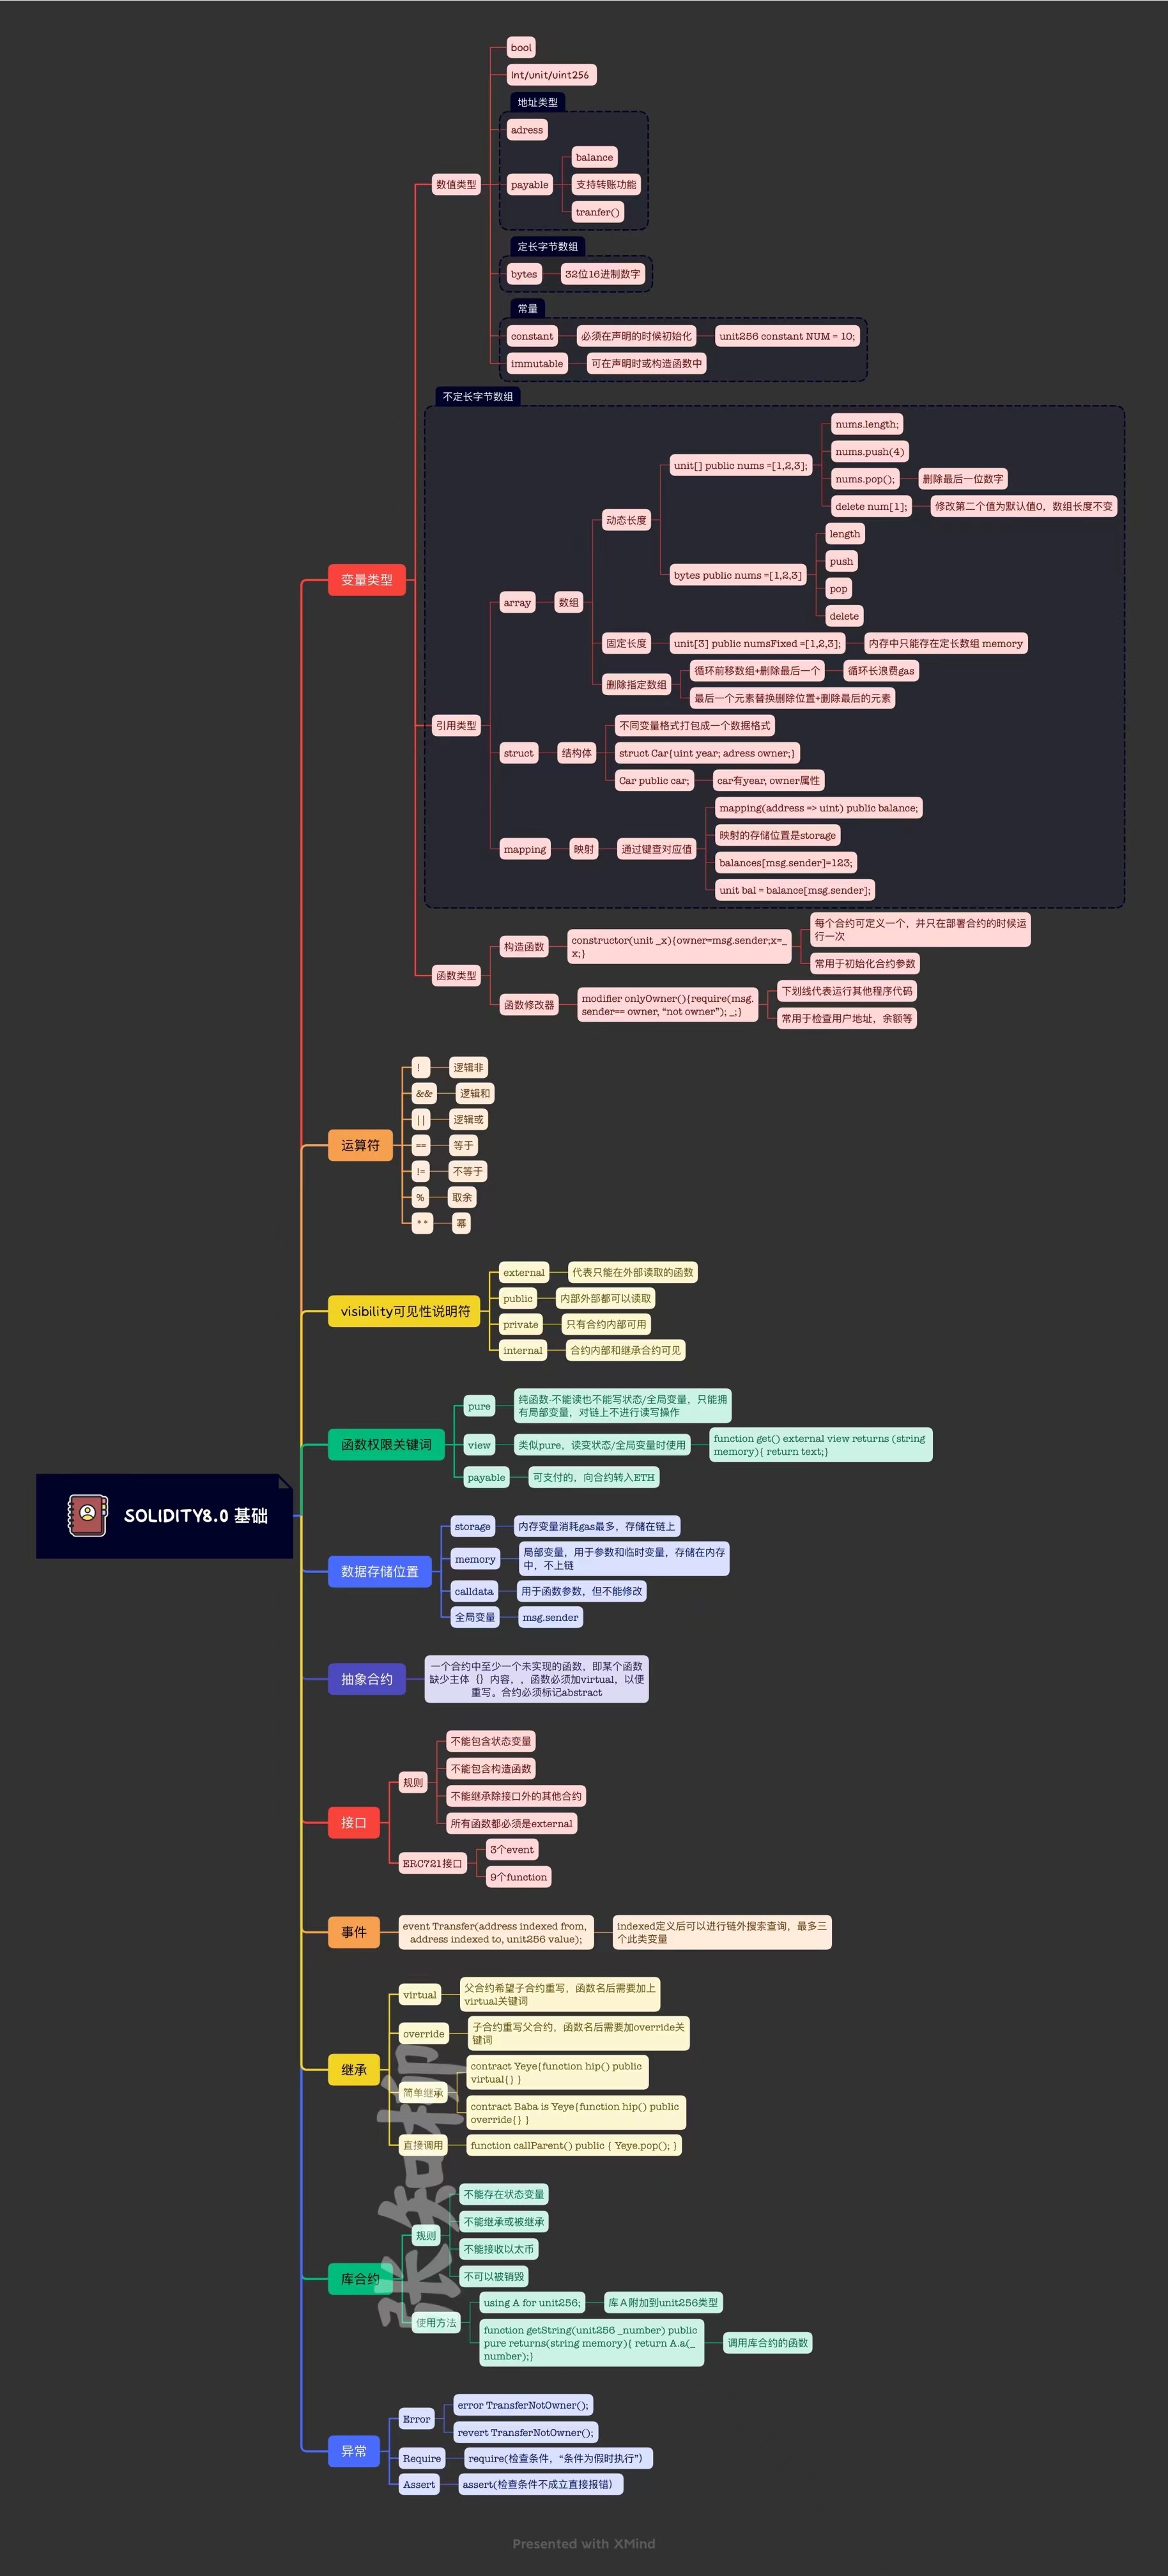 SOLIDITY8.0 基础
变量类型
数值类型
bool
Int/unit/uint256
地址类型
adress
payable
balance
支持转账功能
tranfer()
定长字节数组
bytes
32位16进制数字
常量
constant
必须在声明的时候初始化
unit256 constant NUM = 10;
immutable
可在声明时或构造函数中
不定长字节数组
引用类型
array
数组
动态长度
unit[] public nums =[1,2,3];
nums.length;
nums.push(4)
nums.pop();
删除最后一位数字
delete num[1];
修改第二个值为默认值0，数组长度不变
bytes public nums =[1,2,3]
length
push
pop
delete
固定长度
unit[3] public numsFixed =[1,2,3];
内存中只能存在定长数组 memory
删除指定数组
循环前移数组+删除最后一个
循环长浪费gas
最后一个元素替换删除位置+删除最后的元素
struct
结构体
不同变量格式打包成一个数据格式
struct Car{uint year; adress owner;}
Car public car;
car有year, owner属性
mapping
映射
通过键查对应值
mapping(address => uint) public balance;
映射的存储位置是storage
balances[msg.sender]=123;
unit bal = balance[msg.sender];
函数类型
构造函数
constructor(unit _x){owner=msg.sender;x=_
x;}
每个合约可定义一个，并只在部署合约的时候运
行一次
常用于初始化合约参数
函数修改器
modifier onlyOwner(){require(msg.
sender== owner, “not owner”); _;}
下划线代表运行其他程序代码
常用于检查用户地址，余额等
运算符
！
逻辑非
&&
逻辑和
||
逻辑或
==
等于
!=
不等于
%
取余
**
幂
visibility可见性说明符
external
代表只能在外部读取的函数
public
内部外部都可以读取
private
只有合约内部可用
internal
合约内部和继承合约可见
函数权限关键词
pure
纯函数-不能读也不能写状态/全局变量，只能拥
有局部变量，对链上不进行读写操作
view
类似pure，读变状态/全局变量时使用
function get() external view returns (string
memory){ return text;}
payable
可支付的，向合约转入ETH
数据存储位置
storage
内存变量消耗gas最多，存储在链上
memory
局部变量，用于参数和临时变量，存储在内存
中，不上链
calldata
用于函数参数，但不能修改
全局变量
msg.sender
抽象合约
一个合约中至少一个未实现的函数，即某个函数
缺少主体｛｝内容，，函数必须加virtual，以便
重写。合约必须标记abstract
接口
规则
不能包含状态变量
不能包含构造函数
不能继承除接口外的其他合约
所有函数都必须是external
ERC721接口
3个event
9个function
事件
event Transfer(address indexed from,
address indexed to, unit256 value);
indexed定义后可以进行链外搜索查询，最多三
个此类变量
继承
virtual
父合约希望子合约重写，函数名后需要加上
virtual关键词
override
子合约重写父合约，函数名后需要加override关
键词
简单继承
contract Yeye{function hip() public
virtual{} }
contract Baba is Yeye{function hip() public
override{} }
直接调用
function callParent() public { Yeye.pop(); }
库合约
规则
不能存在状态变量
不能继承或被继承
不能接收以太币
不可以被销毁
使用方法
using A for unit256;
库Ａ附加到unit256类型
function getString(unit256 _number) public
pure returns(string memory){ return A.a(_
number);}
调用库合约的函数
异常
Error
error TransferNotOwner();
revert TransferNotOwner();
Require
require(检查条件，“条件为假时执行”）
Assert
assert(检查条件不成立直接报错）
Presented with XMind